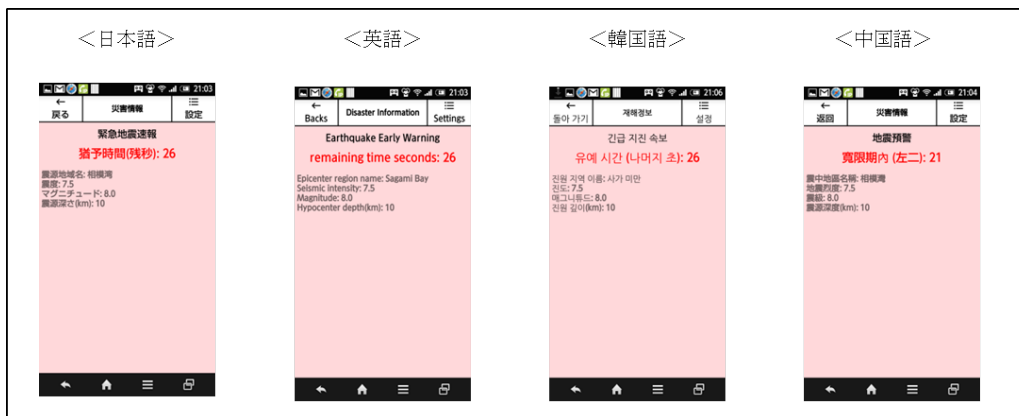 ＜日本語＞
21:03
←
戻る
災害情報
設定
緊急地震速報
猶予時間(残秒): 26
震源地域名: 相模湾
震度: 7.5
マグニチュード: 8.0
震源深さ(km): 10
＜英語＞
21:03
←
Backs
Disaster Information
Settings
Earthquake Early Warning
remaining time seconds: 26
Epicenter region name: Sagami Bay
Seismic intensity: 7.5
Magnitude: 8.0
Hypocenter depth(km): 10
＜韓国語＞
21:06
←
돌아 가기
재해정보
설정
긴급 지진 속보
유예 시간 (나머지 초): 26
진원 지역 이름: 사가 미만
진도: 7.5
매그니튜드: 8.0
진원 깊이(km): 10
＜中国語＞
21:04
←
返回
災害情報
設定
地震預警
寬限期內 (左二): 21
震中地區名稱: 相模灣
地震烈度: 7.5
震級: 8.0
震源深度(km): 10